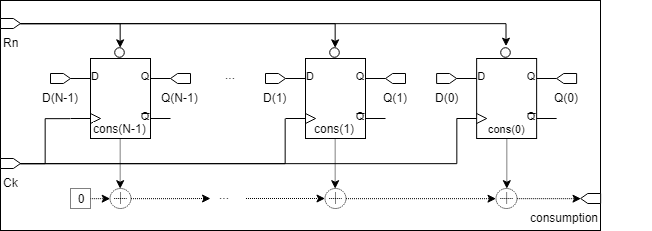 Rn
D Q ... D Q D Q
D(N-1) Q(N-1) D(1) Q(1) D(0) Q(0)
Q Q Q
cons(N-1) cons(1) cons(0)
Ck
0 ...
consumption